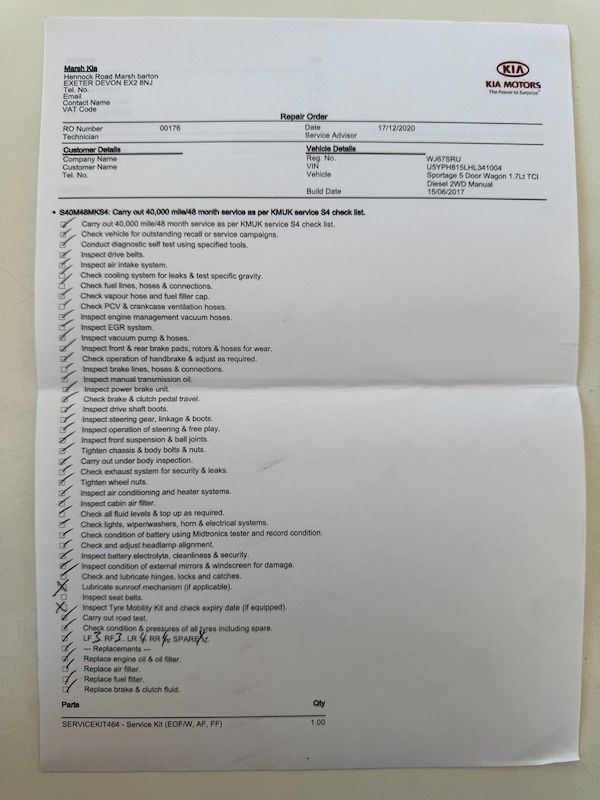 Marsh Kia
Hennock Road Marsh barton
EXETER DEVON EX2 8NJ
Tel. No.
Email
Contact Name
VAT Code
KIA
KIA MOTORS
The Power to Surprise
Repair Order
RO Number 00176 Date 17/12/2020
Technician Service Advisor
Customer Details Vehicle Details
Company Name Reg. No. WJ67SRU
Customer Name VIN U5YPH815LHL341004
Tel. No. Vehicle Sportage 5 Door Wagon 1.7Lt TCI
Diesel 2WD Manual
Build Date 15/06/2017
• S40M48MKS4: Carry out 40,000 mile/48 month service as per KMUK service S4 check list.
Carry out 40,000 mile/48 month service as per KMUK service S4 check list.
Check vehicle for outstanding recall or service campaigns.
Conduct diagnostic self test using specified tools.
Inspect drive belts.
Inspect air intake system.
Check cooling system for leaks & test specific gravity.
Check fuel lines, hoses & connections.
Check vapour hose and fuel filler cap.
Check PCV & crankcase ventilation hoses.
Inspect engine management vacuum hoses.
Inspect EGR system.
Inspect vacuum pump & hoses.
Inspect front & rear brake pads, rotors & hoses for wear.
Check operation of handbrake & adjust as required.
Inspect brake lines, hoses & connections.
Inspect manual transmission oil.
Inspect power brake unit.
Check brake & clutch pedal travel.
Inspect drive shaft boots.
Inspect steering gear, linkage & boots.
Inspect operation of steering & free play.
Inspect front suspension & ball joints.
Tighten chassis & body bolts & nuts.
Carry out under body inspection.
Check exhaust system for security & leaks.
Tighten wheel nuts.
Inspect air conditioning and heater systems.
Inspect cabin air filter.
Check all fluid levels & top up as required.
Check lights, wiper/washers, horn & electrical systems.
Check condition of battery using Midtronics tester and record condition.
Check and adjust headlamp alignment.
Inspect battery electrolyte, cleanliness & security.
Inspect condition of external mirrors & windscreen for damage.
Check and lubricate hinges, locks and catches.
Lubricate sunroof mechanism (if applicable).
Inspect seat belts.
Inspect Tyre Mobility Kit and check expiry date (if equipped).
Carry out road test.
Check condition & pressures of all tyres including spare.
LF 3. RF 3.. LR 4 RR 4. SPARE X.
--- Replacements ---
Replace engine oil & oil filter.
Replace air filter.
Replace fuel filter.
Replace brake & clutch fluid.
Parts Qty
SERVICEKIT464 - Service Kit (EOF/W, AF, FF) 1.00